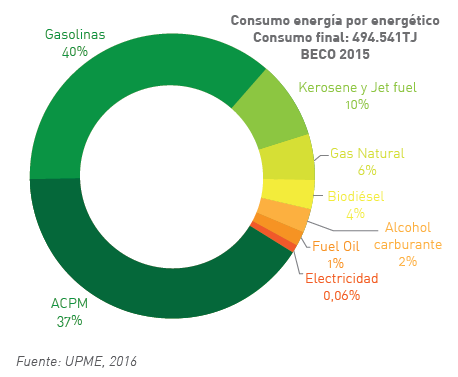 Consumo energía por energético
Consumo final: 494.541TJ
BECO 2015
Gasolinas
40%
Kerosene y Jet fuel
10%
Gas Natural
6%
Biodiésel
4%
Alcohol
carburante
2%
Fuel Oil
1%
Electricidad
0,06%
ACPM
37%
Fuente: UPME, 2016